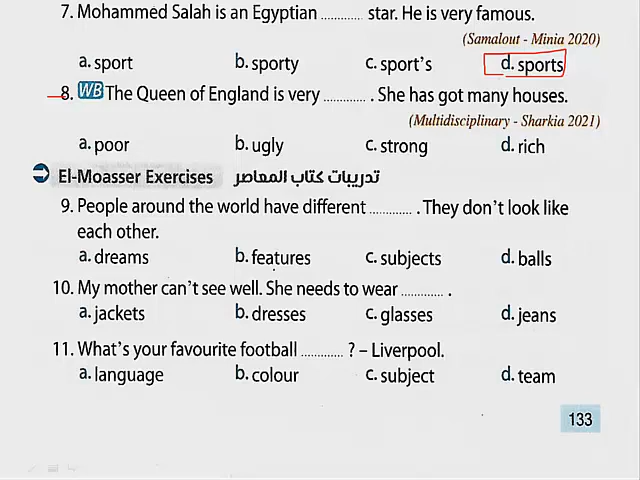 7. Mohammed Salah is an Egyptian ........... star. He is very famous.
(Samalout - Minia 2020)
a. sport b. sporty c. sport's d. sports
8. WB The Queen of England is very ............ . She has got many houses.
(Multidisciplinary - Sharkia 2021)
a. poor b. ugly c. strong d. rich
El-Moasser Exercises تدريبات كتاب المعاصر
9. People around the world have different ............ . They don't look like
each other.
a. dreams b. features c. subjects d. balls
10. My mother can't see well. She needs to wear ............ .
a. jackets b. dresses c. glasses d. jeans
11. What's your favourite football ............ ? – Liverpool.
a. language b. colour c. subject d. team
133